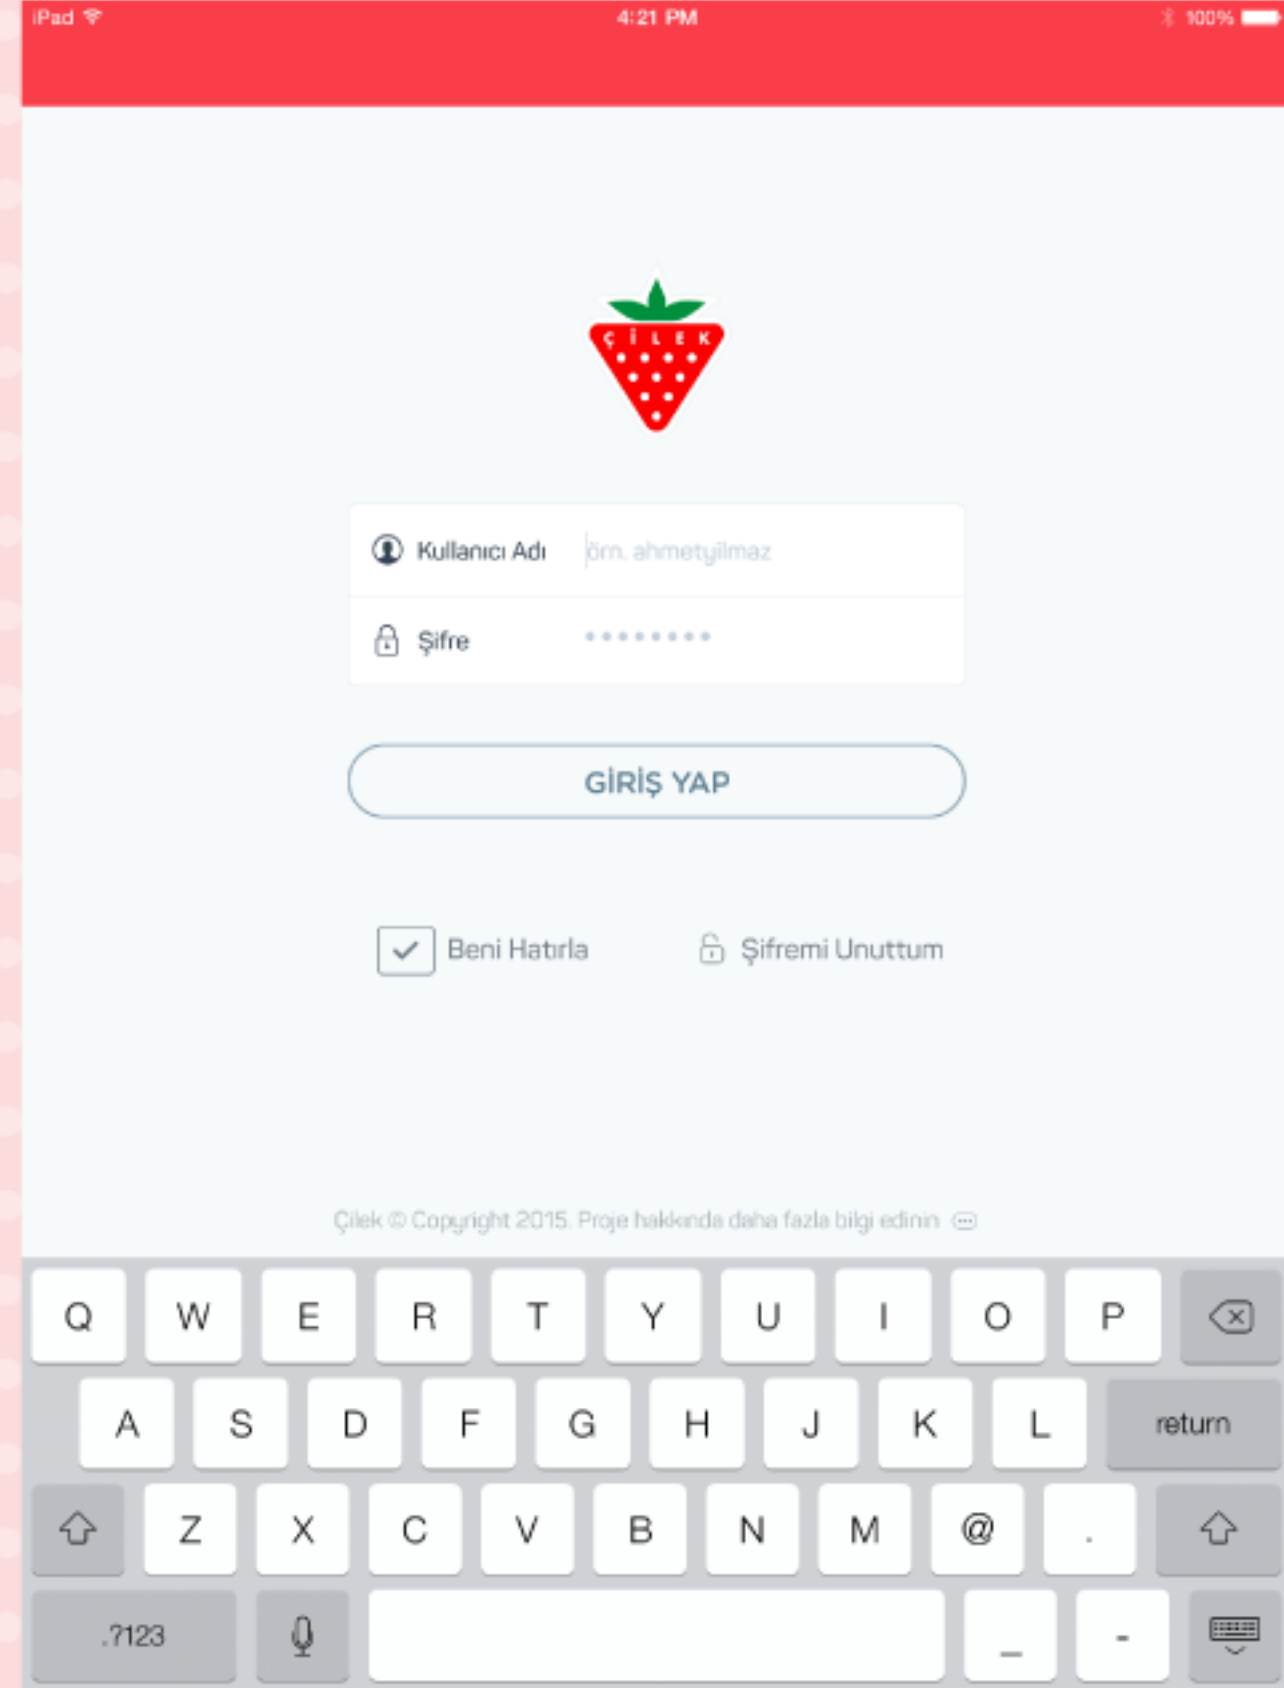 iPad 4:21 PM 100%
ÇİLEK
Kullanıcı Adı örn. ahmetyilmaz
Şifre ••••••••
GİRİŞ YAP
Beni Hatırla Şifremi Unuttum
Çilek © Copyright 2015. Proje hakkında daha fazla bilgi edinin
Q W E R T Y U I O P
A S D F G H J K L return
Z X C V B N M @ .
.?123 _ -